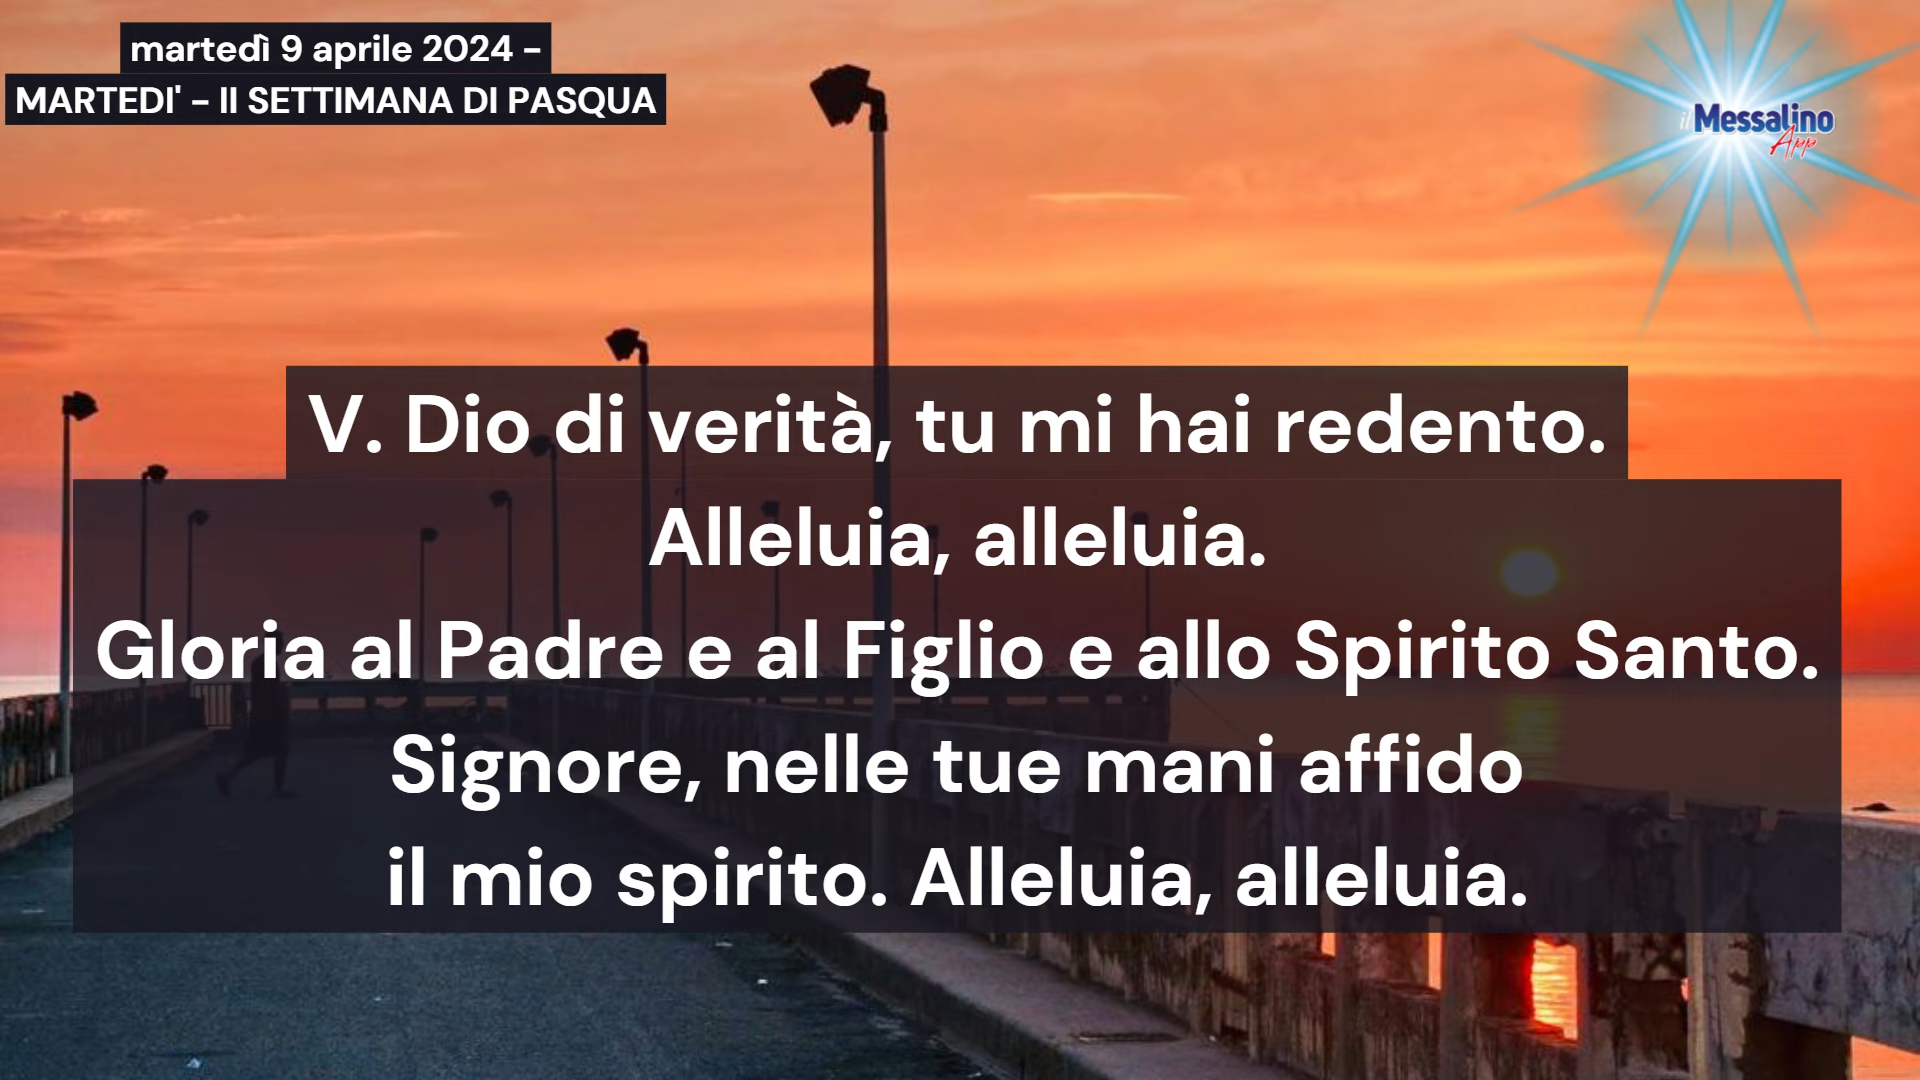 martedì 9 aprile 2024 -
MARTEDI' - II SETTIMANA DI PASQUA
il Messalino
App
V. Dio di verità, tu mi hai redento.
Alleluia, alleluia.
Gloria al Padre e al Figlio e allo Spirito Santo.
Signore, nelle tue mani affido
il mio spirito. Alleluia, alleluia.